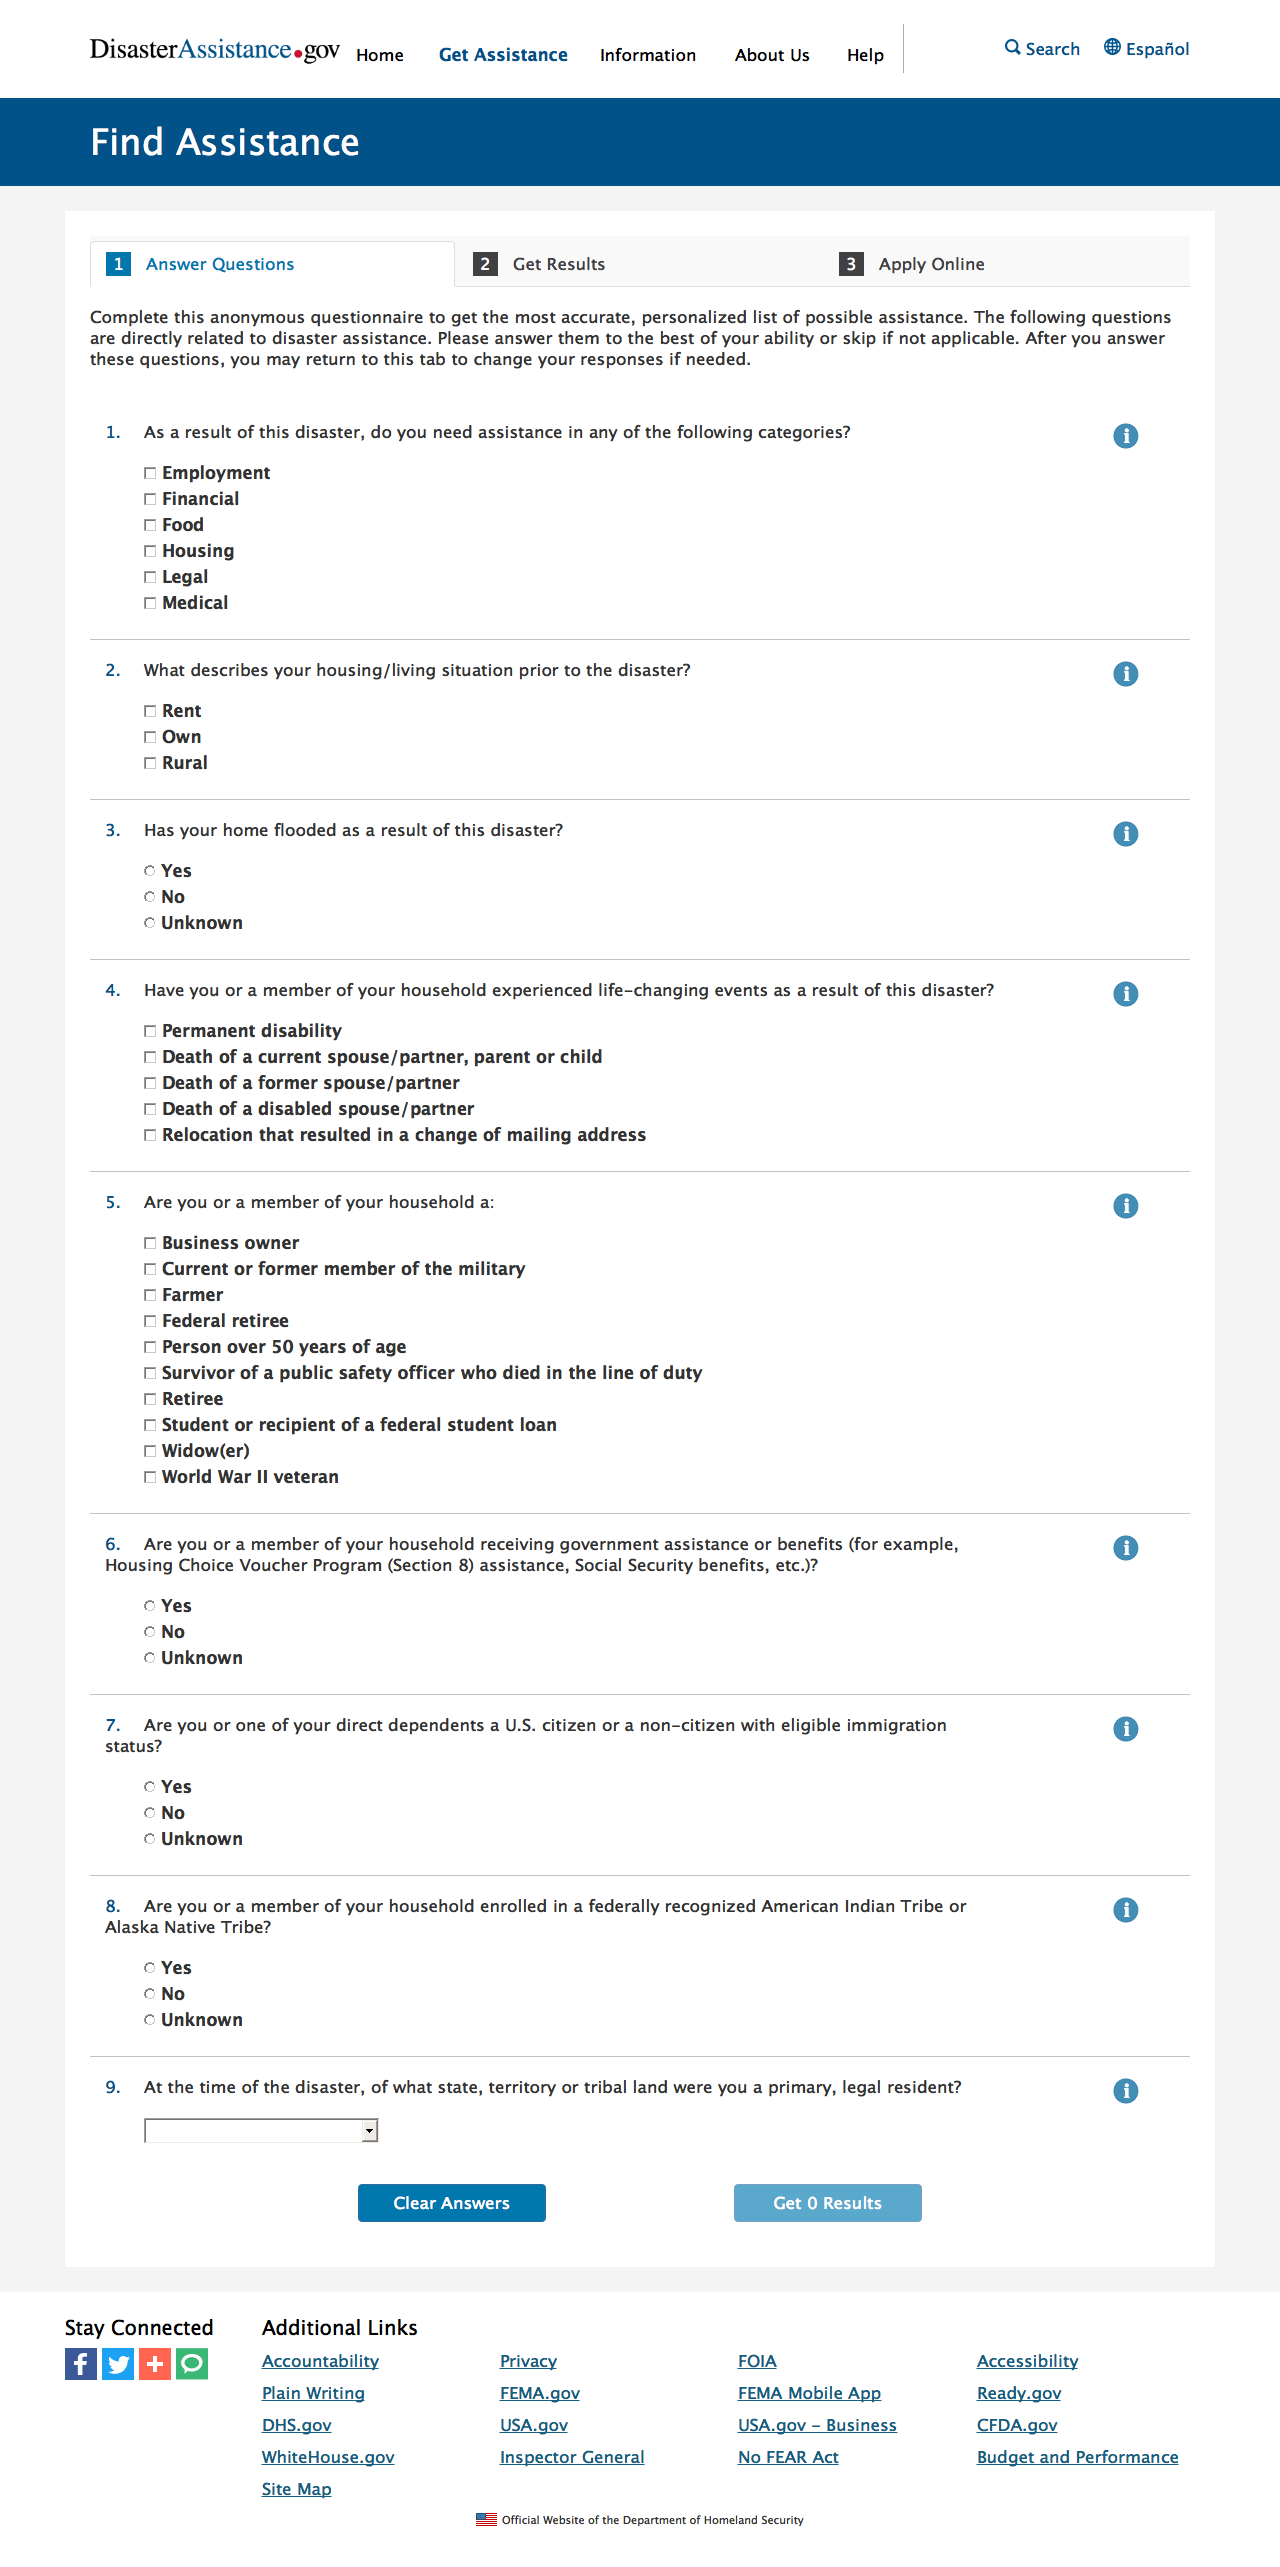 DisasterAssistance.gov
Home
Get Assistance
Information
About Us
Help
Search
Español
Find Assistance
1 Answer Questions
2 Get Results
3 Apply Online
Complete this anonymous questionnaire to get the most accurate, personalized list of possible assistance. The following questions
are directly related to disaster assistance. Please answer them to the best of your ability or skip if not applicable. After you answer
these questions, you may return to this tab to change your responses if needed.
1. As a result of this disaster, do you need assistance in any of the following categories?
Employment
Financial
Food
Housing
Legal
Medical
2. What describes your housing/living situation prior to the disaster?
Rent
Own
Rural
3. Has your home flooded as a result of this disaster?
Yes
No
Unknown
4. Have you or a member of your household experienced life-changing events as a result of this disaster?
Permanent disability
Death of a current spouse/partner, parent or child
Death of a former spouse/partner
Death of a disabled spouse/partner
Relocation that resulted in a change of mailing address
5. Are you or a member of your household a:
Business owner
Current or former member of the military
Farmer
Federal retiree
Person over 50 years of age
Survivor of a public safety officer who died in the line of duty
Retiree
Student or recipient of a federal student loan
Widow(er)
World War II veteran
6. Are you or a member of your household receiving government assistance or benefits (for example,
Housing Choice Voucher Program (Section 8) assistance, Social Security benefits, etc.)?
Yes
No
Unknown
7. Are you or one of your direct dependents a U.S. citizen or a non-citizen with eligible immigration
status?
Yes
No
Unknown
8. Are you or a member of your household enrolled in a federally recognized American Indian Tribe or
Alaska Native Tribe?
Yes
No
Unknown
9. At the time of the disaster, of what state, territory or tribal land were you a primary, legal resident?
Clear Answers
Get 0 Results
Stay Connected
Additional Links
Accountability
Privacy
FOIA
Accessibility
Plain Writing
FEMA.gov
FEMA Mobile App
Ready.gov
DHS.gov
USA.gov
USA.gov - Business
CFDA.gov
WhiteHouse.gov
Inspector General
No FEAR Act
Budget and Performance
Site Map
Official Website of the Department of Homeland Security